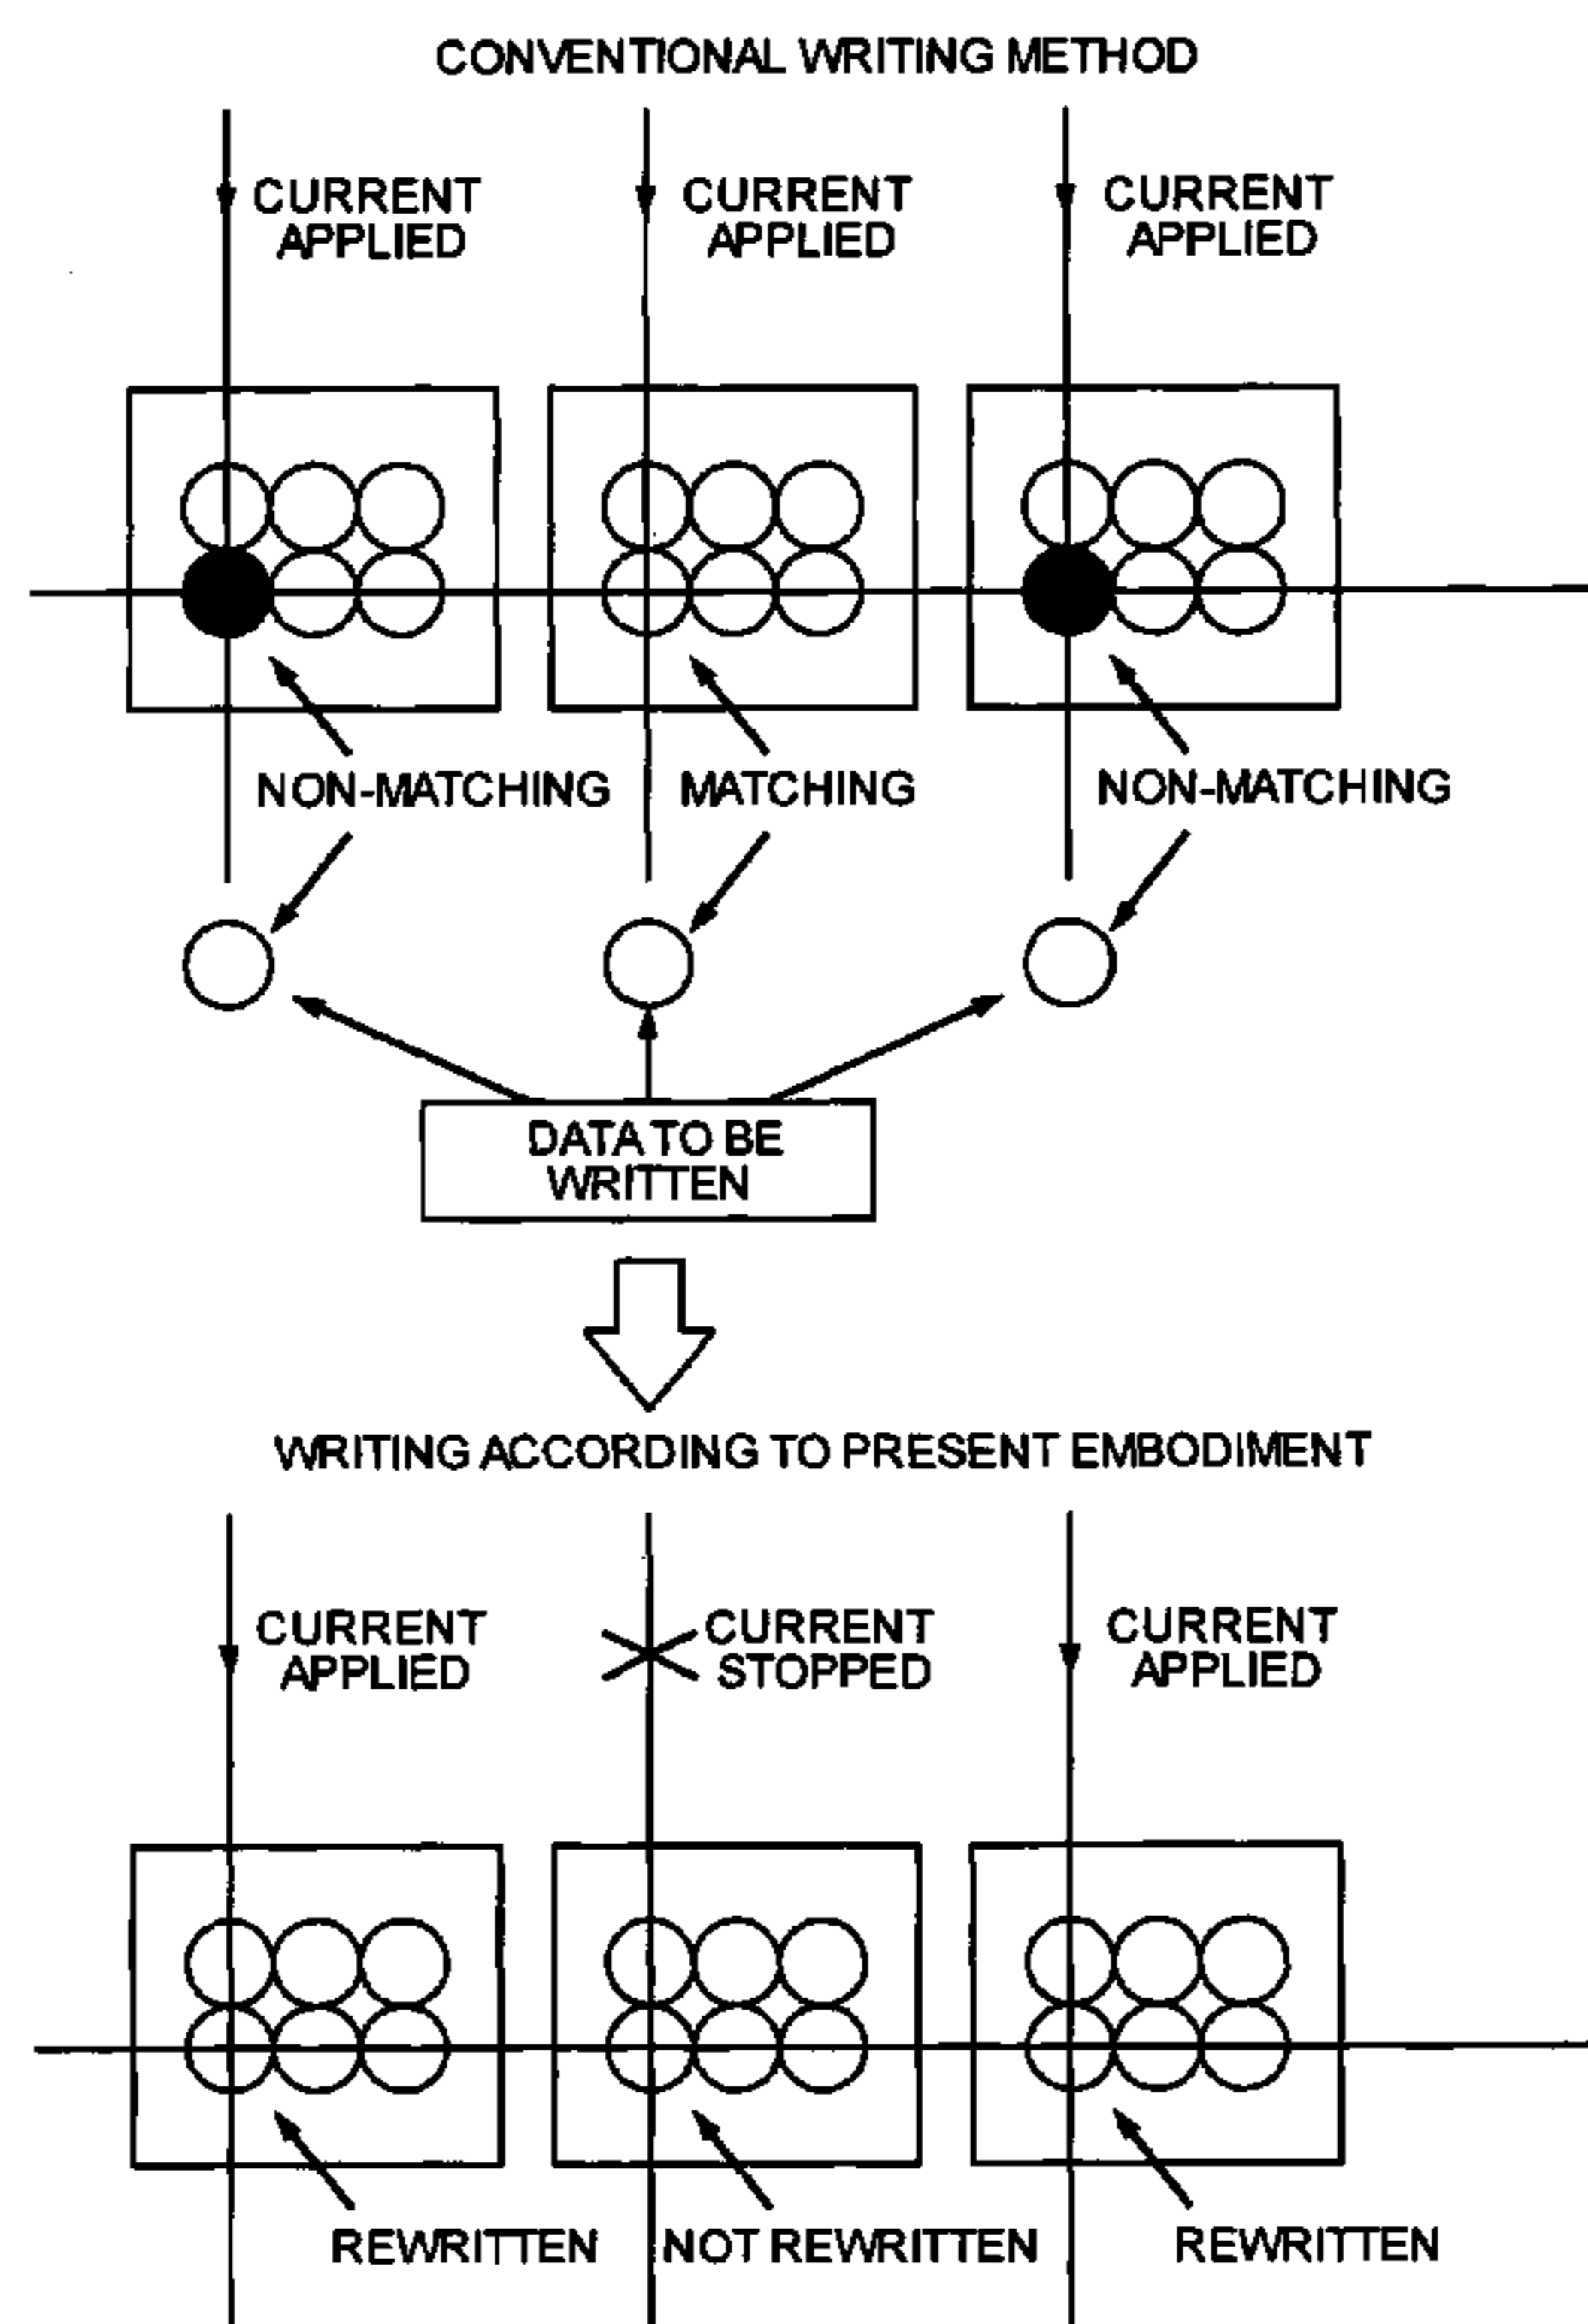 CONVENTIONAL WRITING METHOD
CURRENT
APPLIED
CURRENT
APPLIED
CURRENT
APPLIED
NON-MATCHING
MATCHING
NON-MATCHING
DATA TO BE
WRITTEN
WRITING ACCORDING TO PRESENT EMBODIMENT
CURRENT
APPLIED
CURRENT
STOPPED
CURRENT
APPLIED
REWRITTEN
NOT REWRITTEN
REWRITTEN